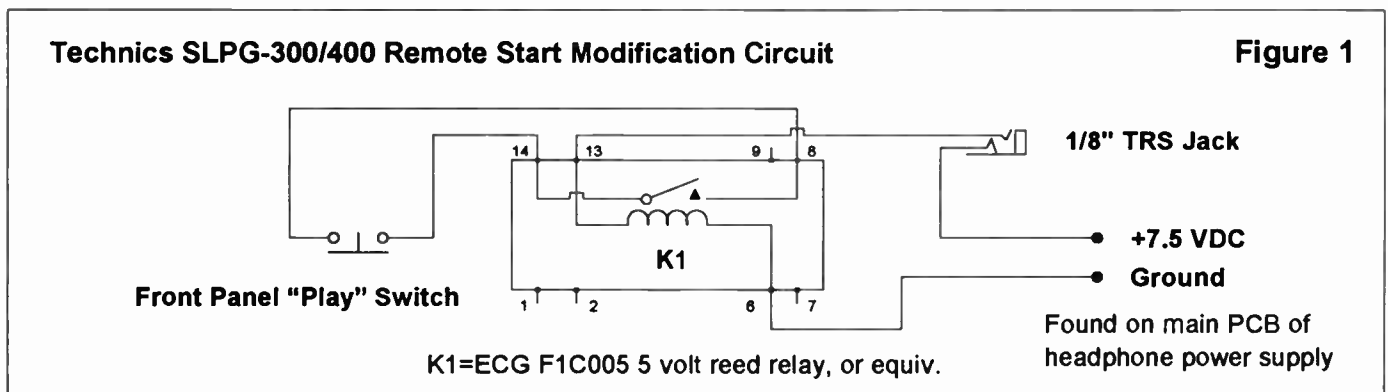 Technics SLPG-300/400 Remote Start Modification Circuit
Figure 1
14 13 9 8
1/8" TRS Jack
K1
+7.5 VDC
Ground
Front Panel "Play" Switch
1 2 6 7
Found on main PCB of
headphone power supply
K1=ECG F1C005 5 volt reed relay, or equiv.